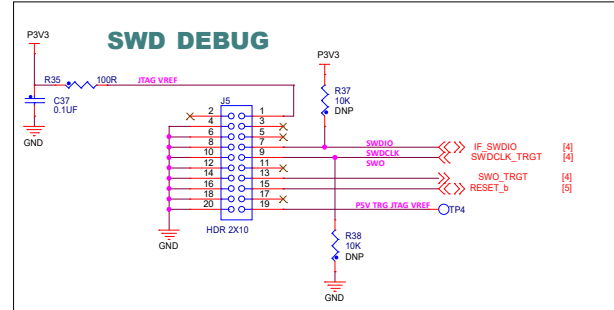 SWD DEBUG
P3V3
P3V3
R35
100R
JTAG VREF
C37
0.1UF
GND
J5
R37
10K
DNP
2 1
4 3
6 5
8 7
10 9
12 11
14 13
16 15
18 17
20 19
SWDIO
SWDCLK
SWO
IF_SWDIO [4]
SWDCLK_TRGT [4]
SWO_TRGT [4]
RESET_b [5]
P5V TRG JTAG VREF
TP4
GND
HDR 2X10
R38
10K
DNP
GND